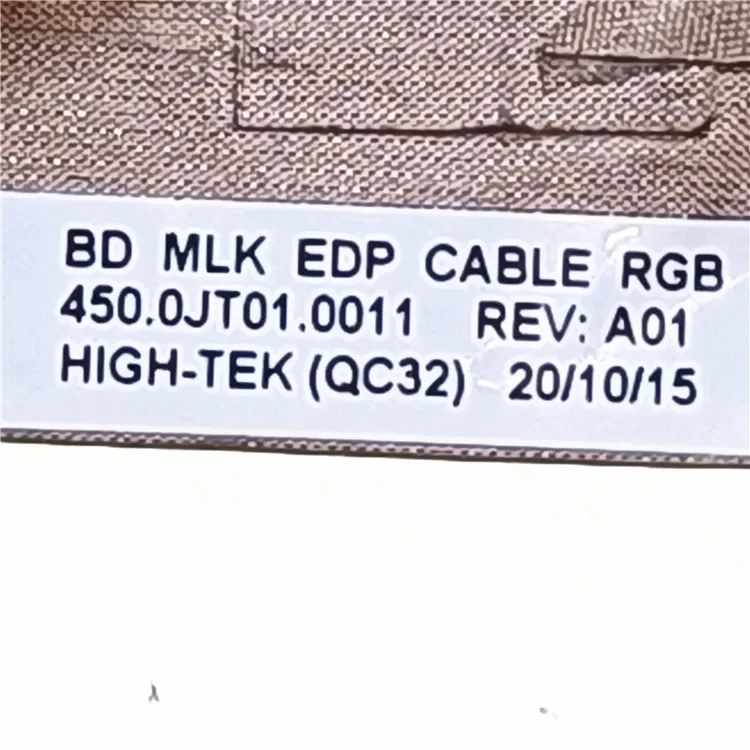 BD MLK EDP CABLE RGB
450.0JT01.0011 REV: A01
HIGH-TEK (QC32) 20/10/15